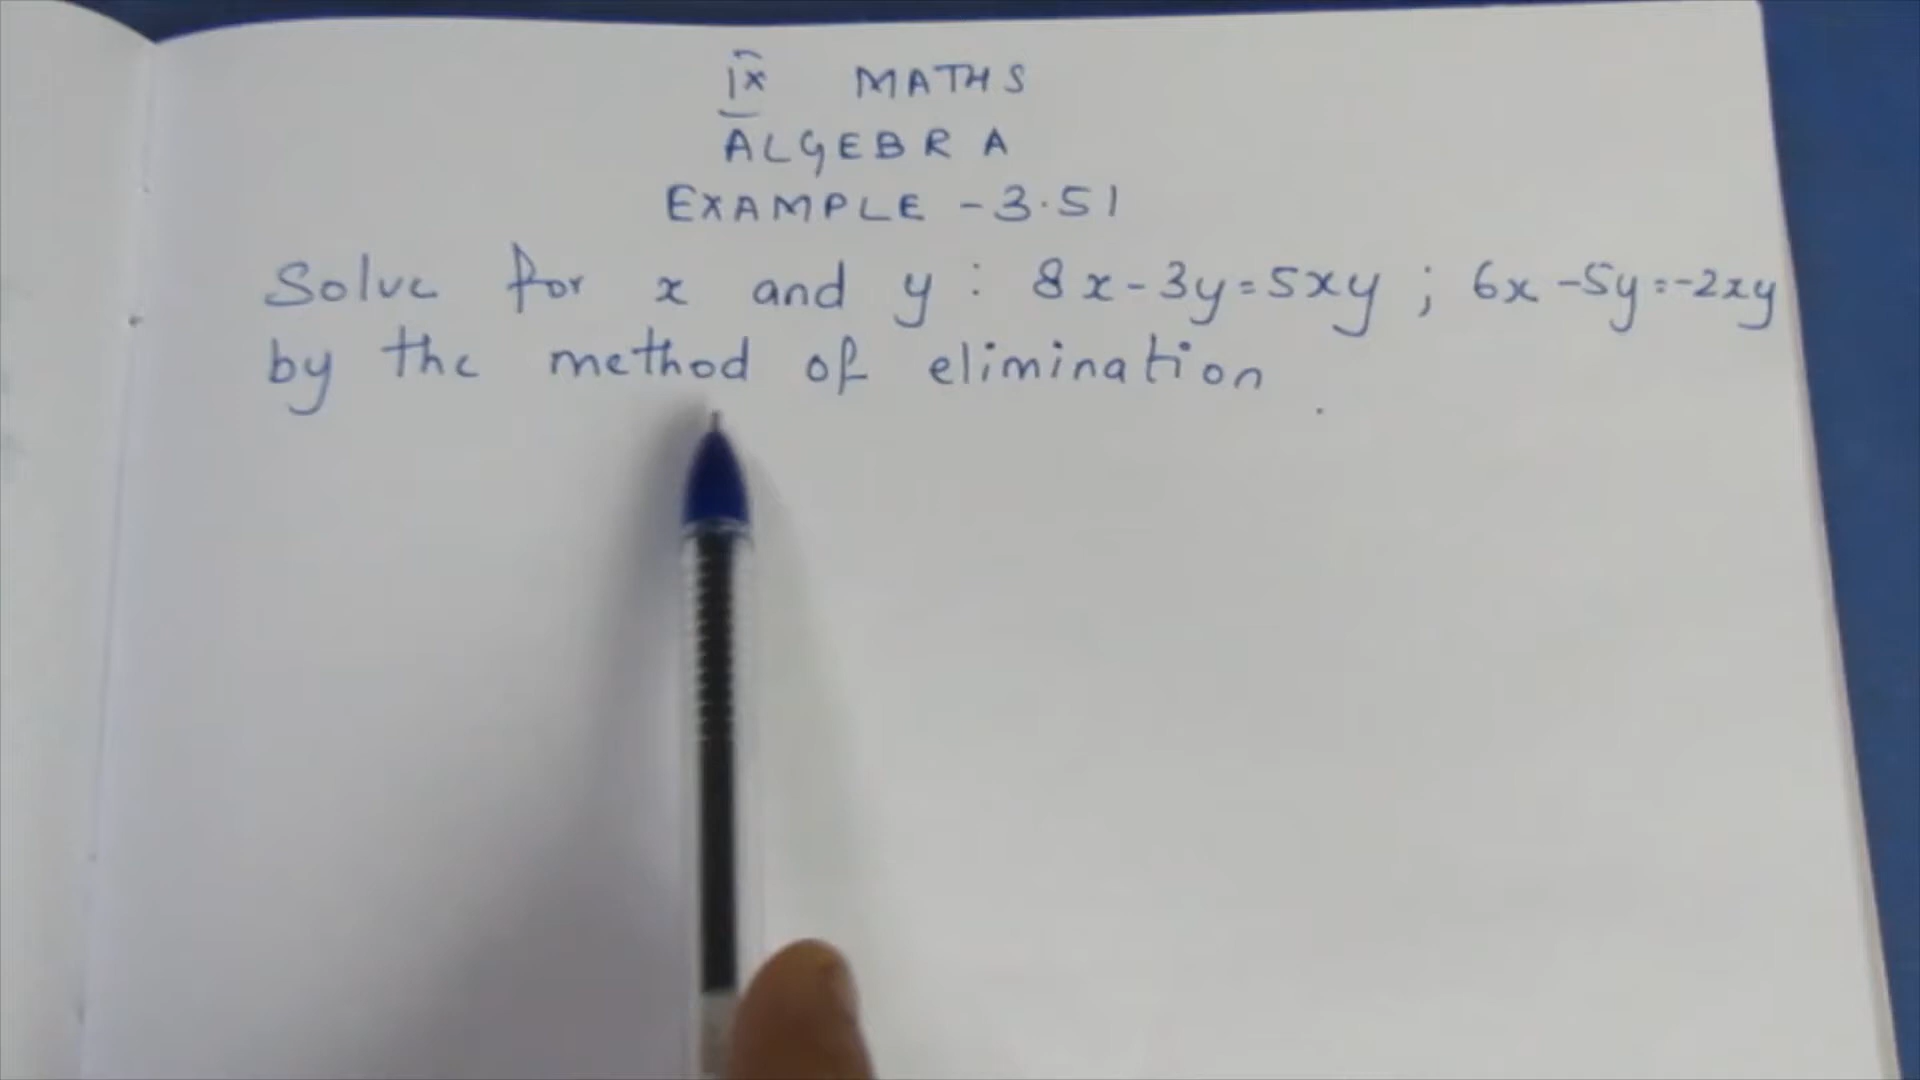 IX MATHS
ALGEBRA
EXAMPLE - 3.51
Solve for x and y : 8x-3y=5xy ; 6x-5y=-2xy
by the method of elimination.